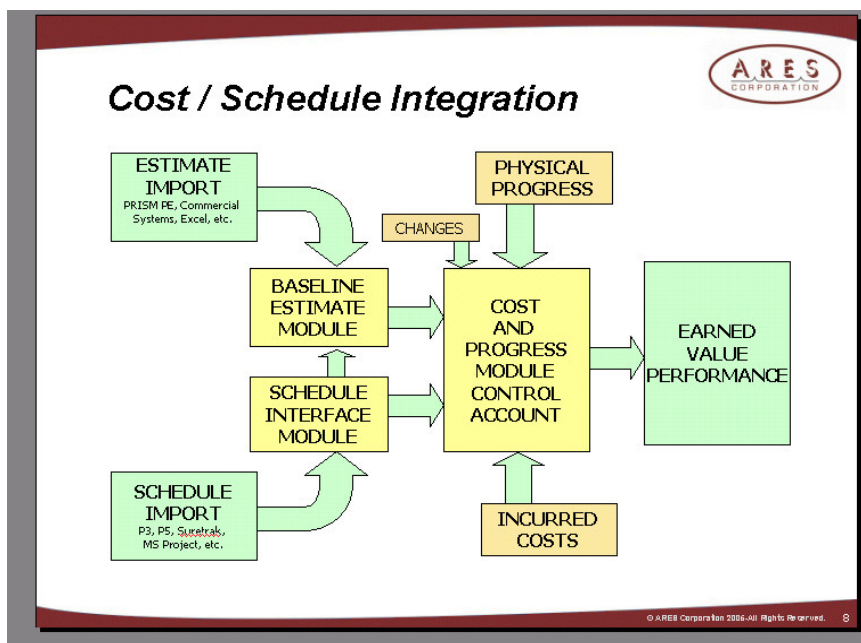 A R E S
CORPORATION
Cost / Schedule Integration
ESTIMATE
IMPORT
PRISM PE, Commercial
Systems, Excel, etc.
PHYSICAL
PROGRESS
CHANGES
BASELINE
ESTIMATE
MODULE
COST
AND
PROGRESS
MODULE
CONTROL
ACCOUNT
EARNED
VALUE
PERFORMANCE
SCHEDULE
INTERFACE
MODULE
SCHEDULE
IMPORT
P3, P5, Suretrak,
MS Project, etc.
INCURRED
COSTS
© ARES Corporation 2006-All Rights Reserved. 8